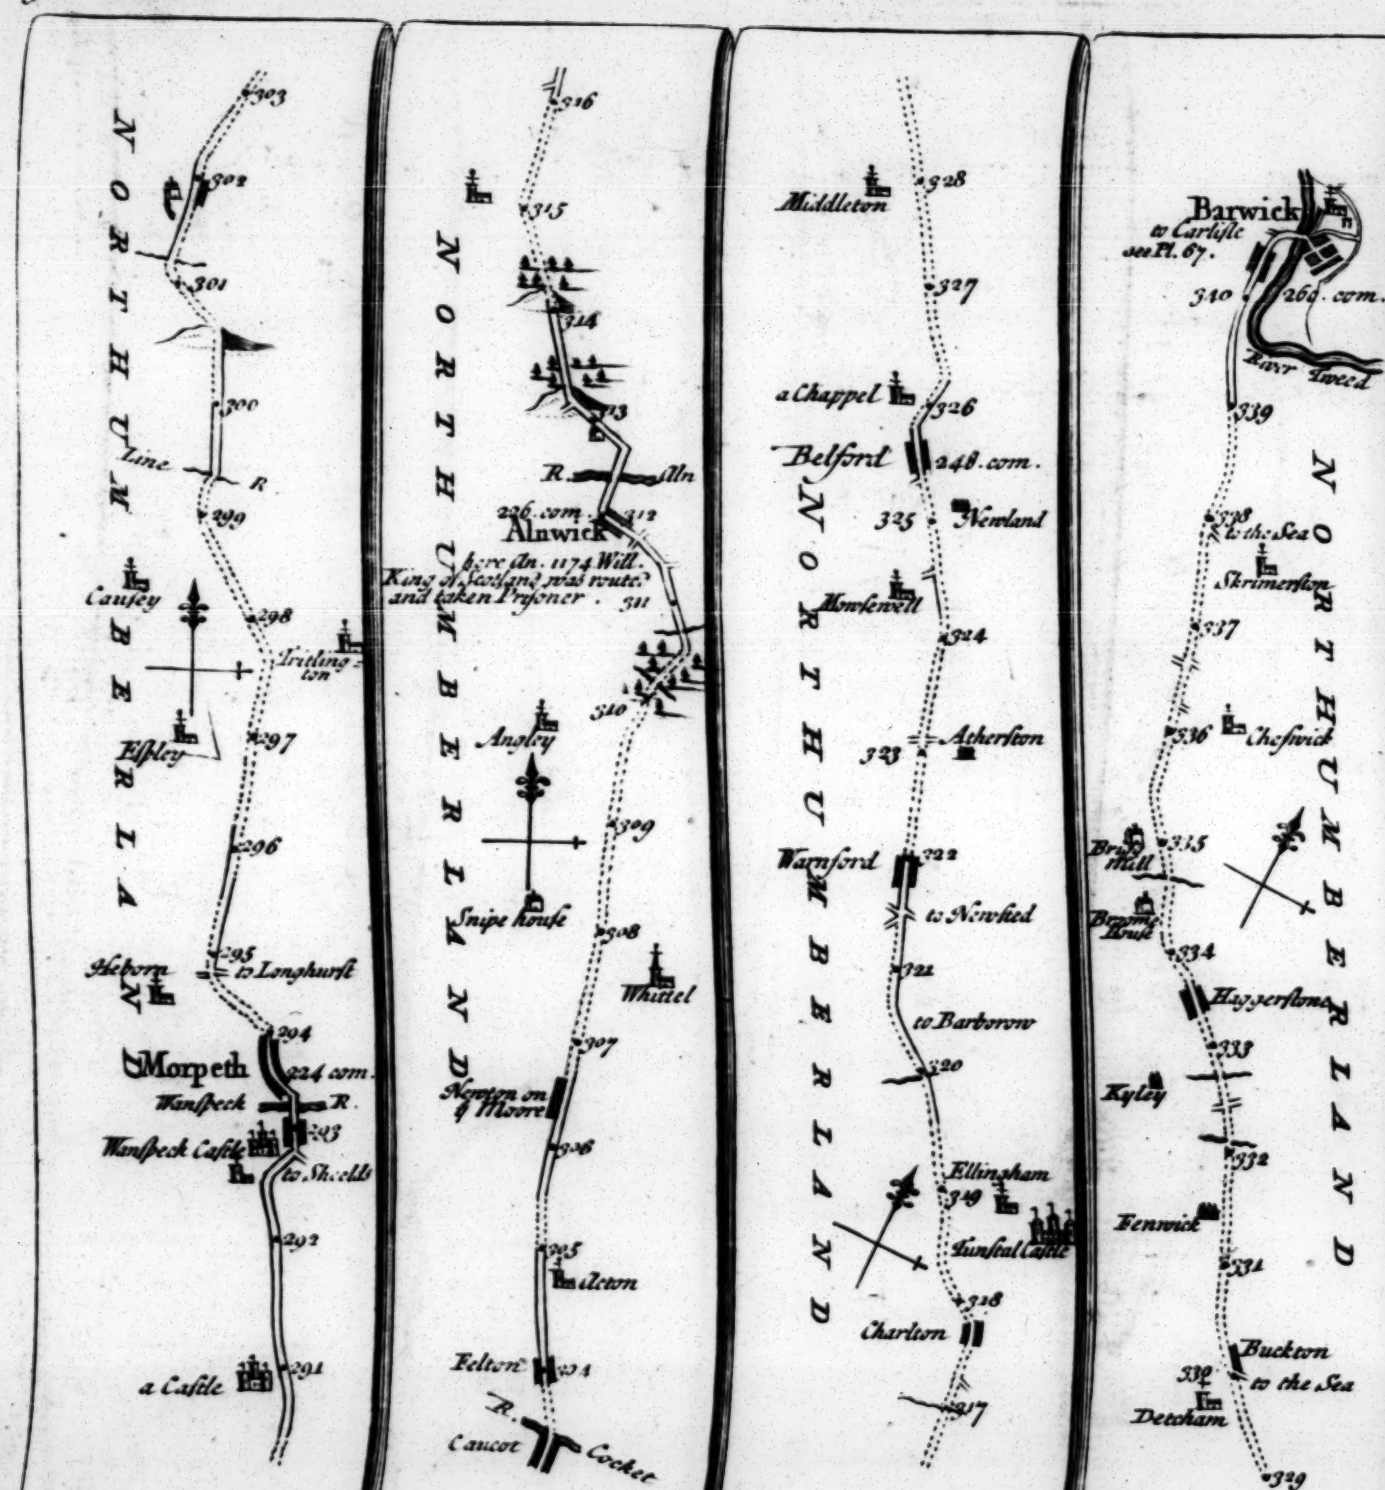 NORTHUMBERLAND
303
302
301
300
Line
R
299
Causey
298
Tritling-
ton
Espley
297
296
295
Heborn
to Longhurst
294
Morpeth
224 com.
Wanspeck
R.
Wanspeck Castle
293
to Sheelds
292
a Castle
291
NORTHUMBERLAND
316
315
314
313
R.
Aln
226 com.
312
Alnwick
here An. 1174 Will.
King of Scotland was routed
and taken Prisoner.
311
310
Angley
309
Snipe house
308
Whittel
307
Newton on
ye Moore
306
305
Acton
Felton
304
R.
Caucot
Cocket
NORTHUMBERLAND
328
Middleton
327
a Chappel
326
Belford
248. com.
325
Newland
324
Atherston
323
Warnford
322
to Newsted
321
to Barborow
320
Ellingham
319
Tunstal Castle
318
Charlton
317
NORTHUMBERLAND
Barwick
to Carlisle
see Pl. 67.
340
260. com.
River Tweed
339
338
to the Sea
Skrimerston
337
336
Cheswick
335
Brigg
Mill
Broome
House
334
Haggerstone
333
Kyley
332
Fenwick
331
Buckton
330
to the Sea
Detcham
329